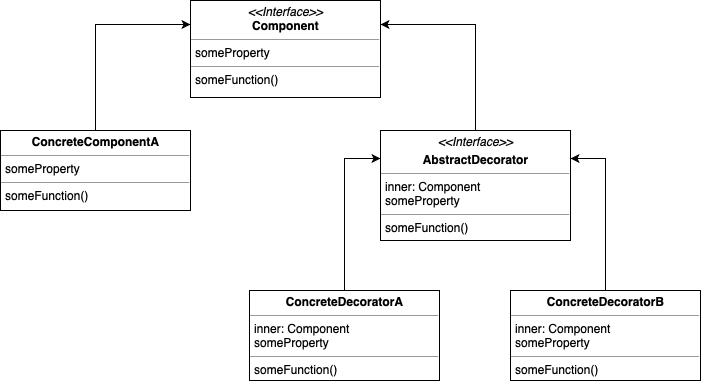 <<Interface>>
Component
someProperty
someFunction()
ConcreteComponentA
someProperty
someFunction()
<<Interface>>
AbstractDecorator
inner: Component
someProperty
someFunction()
ConcreteDecoratorA
inner: Component
someProperty
someFunction()
ConcreteDecoratorB
inner: Component
someProperty
someFunction()